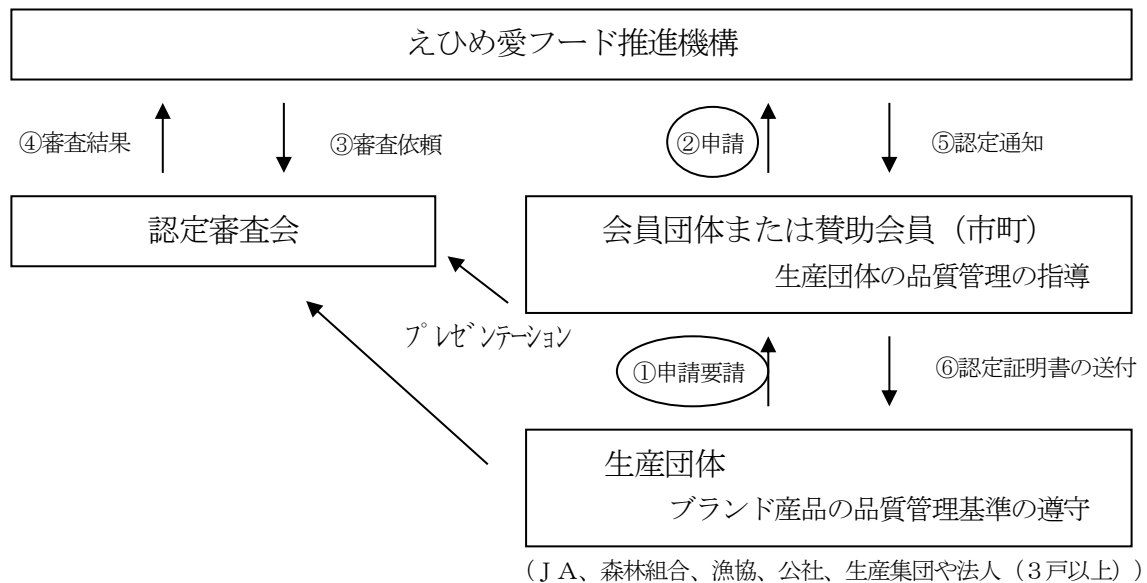 えひめ愛フード推進機構
④審査結果
③審査依頼
②申請
⑤認定通知
認定審査会
会員団体または賛助会員（市町）
生産団体の品質管理の指導
ﾌﾟﾚｾﾞﾝﾃｰｼｮﾝ
①申請要請
⑥認定証明書の送付
生産団体
ブランド産品の品質管理基準の遵守
（ＪＡ、森林組合、漁協、公社、生産集団や法人（３戸以上））